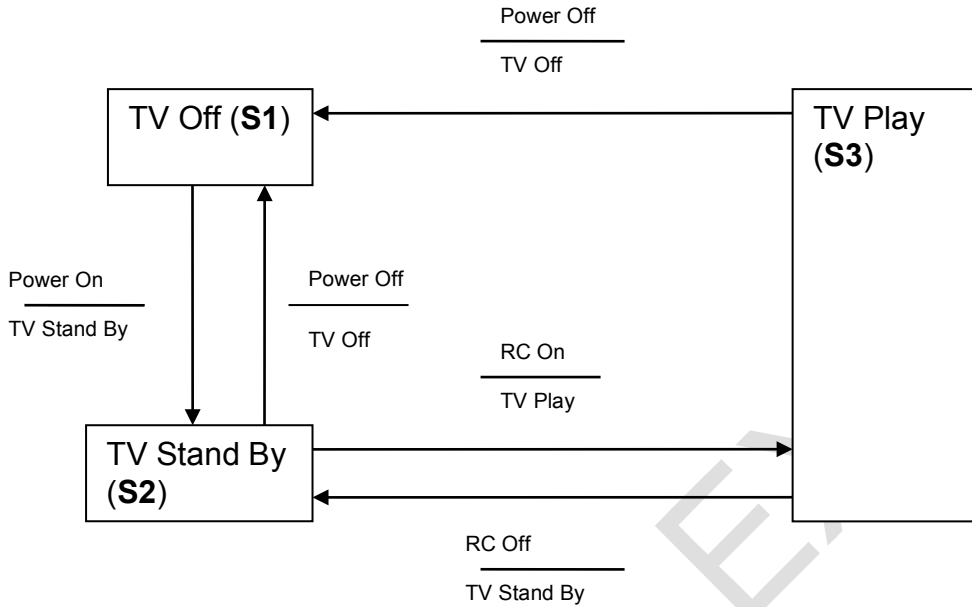 Power Off
TV Off
TV Off (S1)
TV Play
(S3)
Power On
TV Stand By
Power Off
TV Off
RC On
TV Play
TV Stand By
(S2)
RC Off
TV Stand By
EX